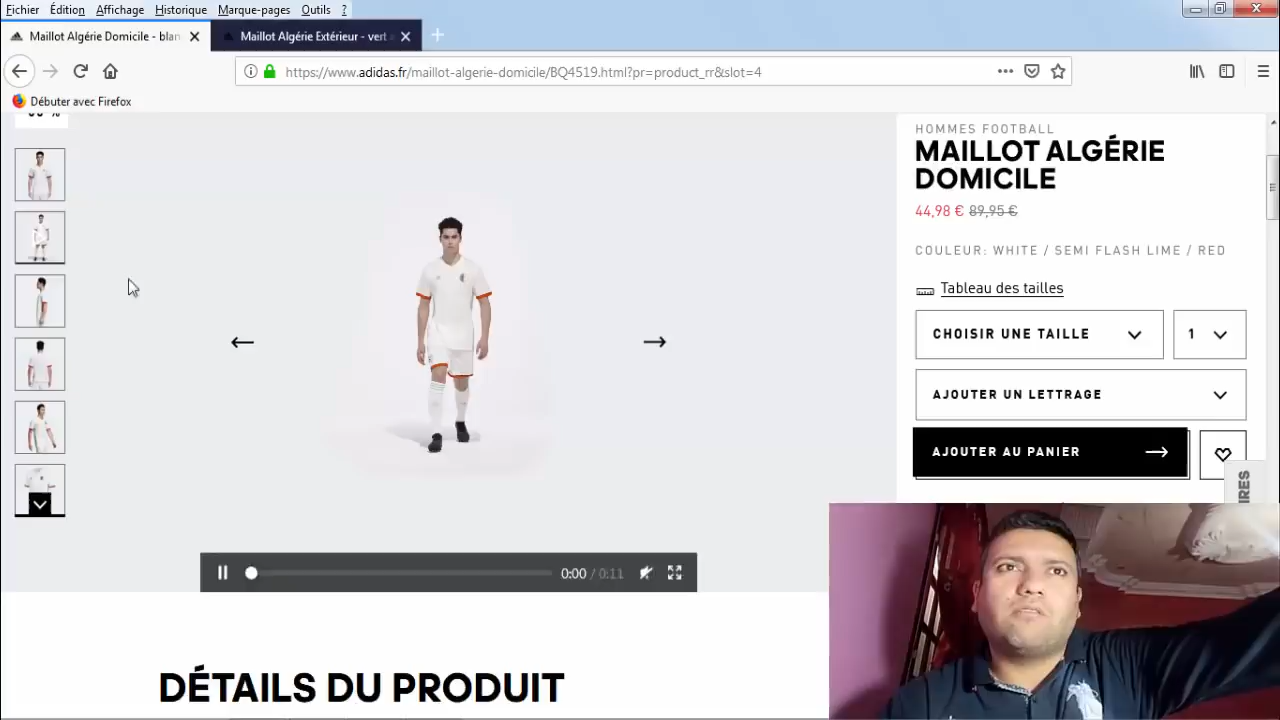 Fichier Édition Affichage Historique Marque-pages Outils ?
Maillot Algérie Domicile - blan
Maillot Algérie Extérieur - vert
https://www.adidas.fr/maillot-algerie-domicile/BQ4519.html?pr=product_rr&slot=4
Débuter avec Firefox
HOMMES FOOTBALL
MAILLOT ALGÉRIE
DOMICILE
44,98 € 89,95 €
COULEUR: WHITE / SEMI FLASH LIME / RED
Tableau des tailles
CHOISIR UNE TAILLE
1
AJOUTER UN LETTRAGE
AJOUTER AU PANIER
IRES
0:00 / 0:11
DÉTAILS DU PRODUIT